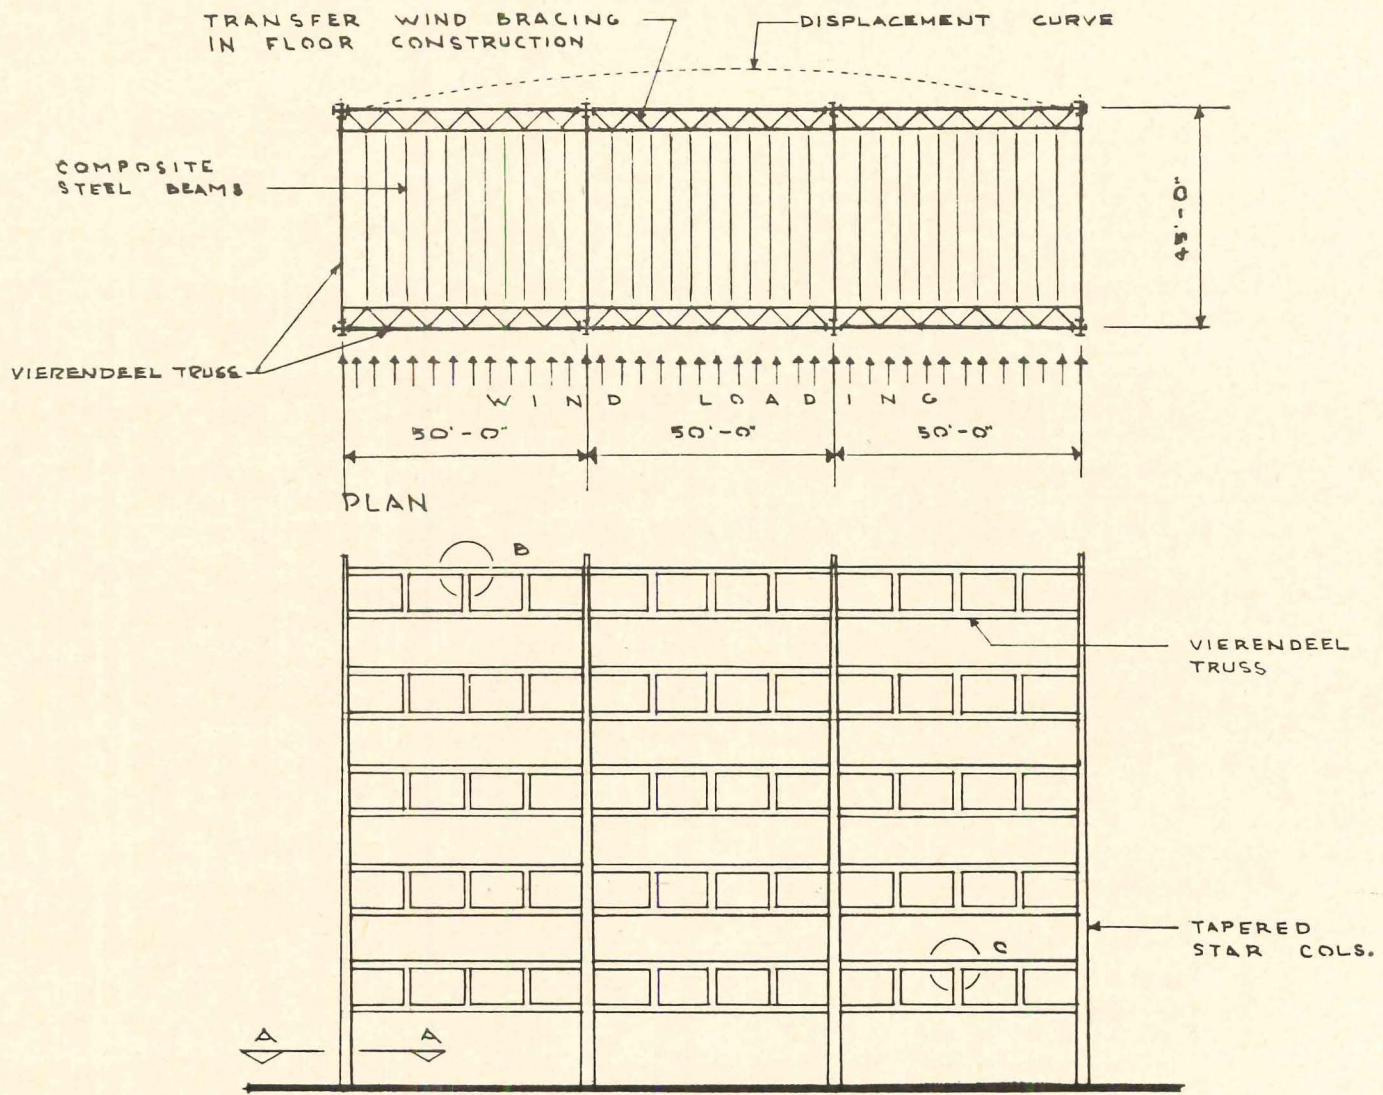 TRANSFER WIND BRACING
IN FLOOR CONSTRUCTION
DISPLACEMENT CURVE
COMPOSITE
STEEL BEAMS
45'-0"
VIERENDEEL TRUSS
WIND LOADING
50'-0"
50'-0"
50'-0"
PLAN
B
VIERENDEEL
TRUSS
C
TAPERED
STAR COLS.
A
A